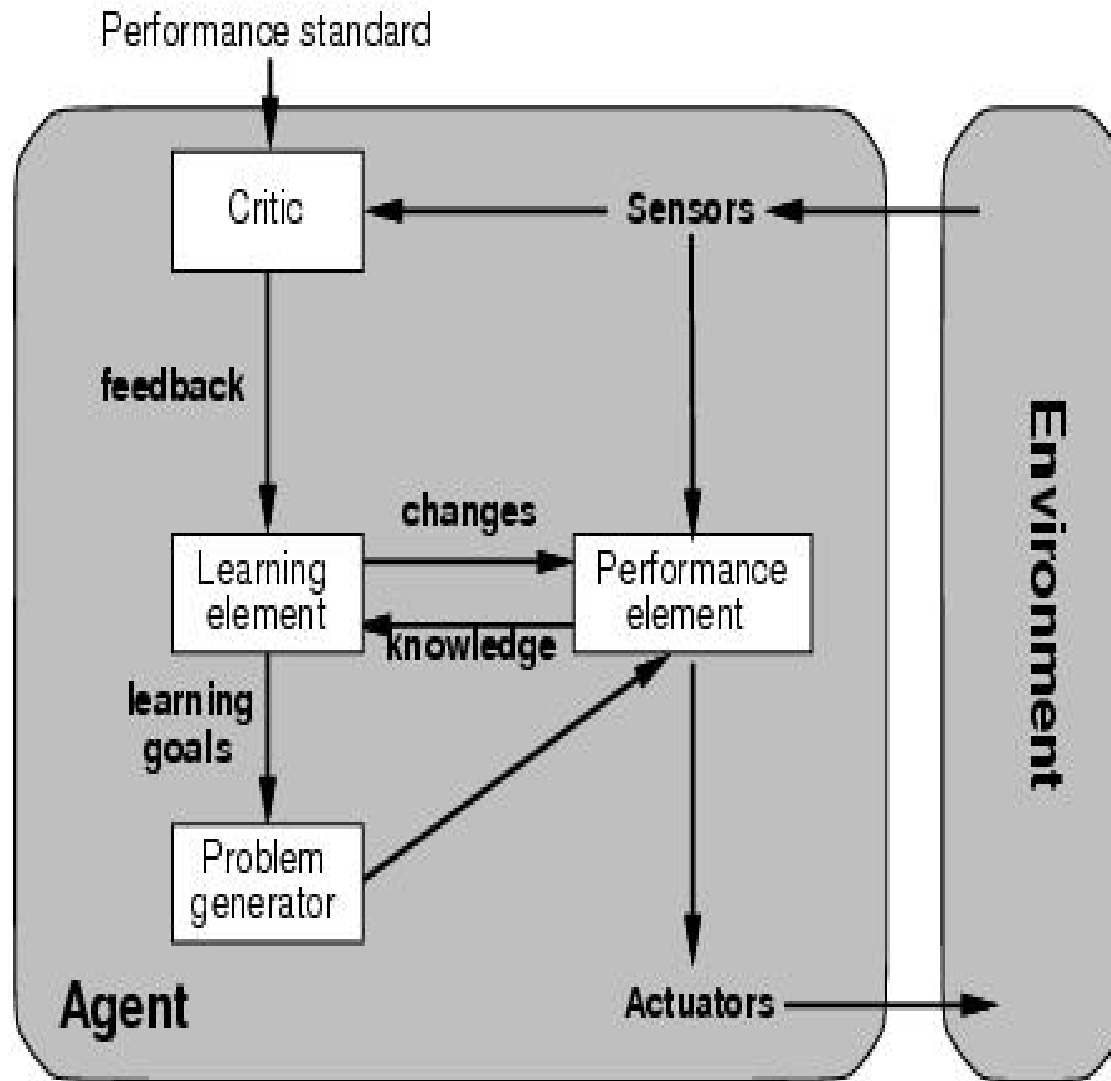 Performance standard
Critic
Sensors
feedback
changes
Learning
element
Performance
element
knowledge
learning
goals
Problem
generator
Agent
Actuators
Environment